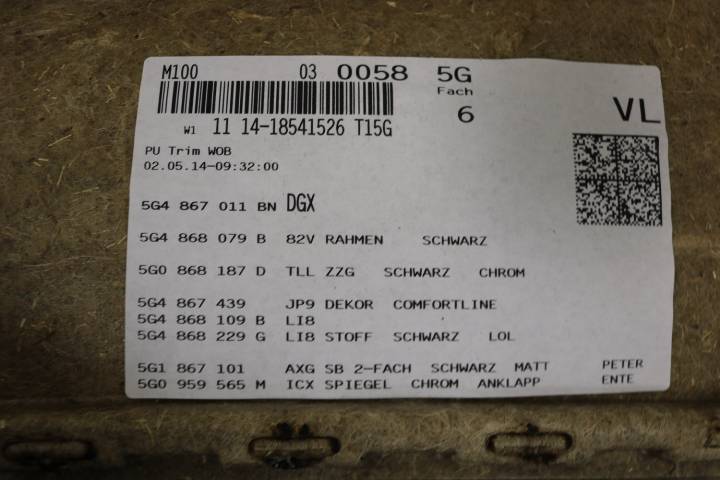 M100 03 0058 5G
Fach
6
VL
W1 11 14-18541526 T15G
PU Trim WOB
02.05.14-09:32:00
5G4 867 011 BN DGX
5G4 868 079 B 82V RAHMEN SCHWARZ
5G0 868 187 D TLL ZZG SCHWARZ CHROM
5G4 867 439 JP9 DEKOR COMFORTLINE
5G4 868 109 B LI8
5G4 868 229 G LI8 STOFF SCHWARZ LOL
5G1 867 101 AXG SB 2-FACH SCHWARZ MATT PETER
5G0 959 565 M ICX SPIEGEL CHROM ANKLAPP ENTE